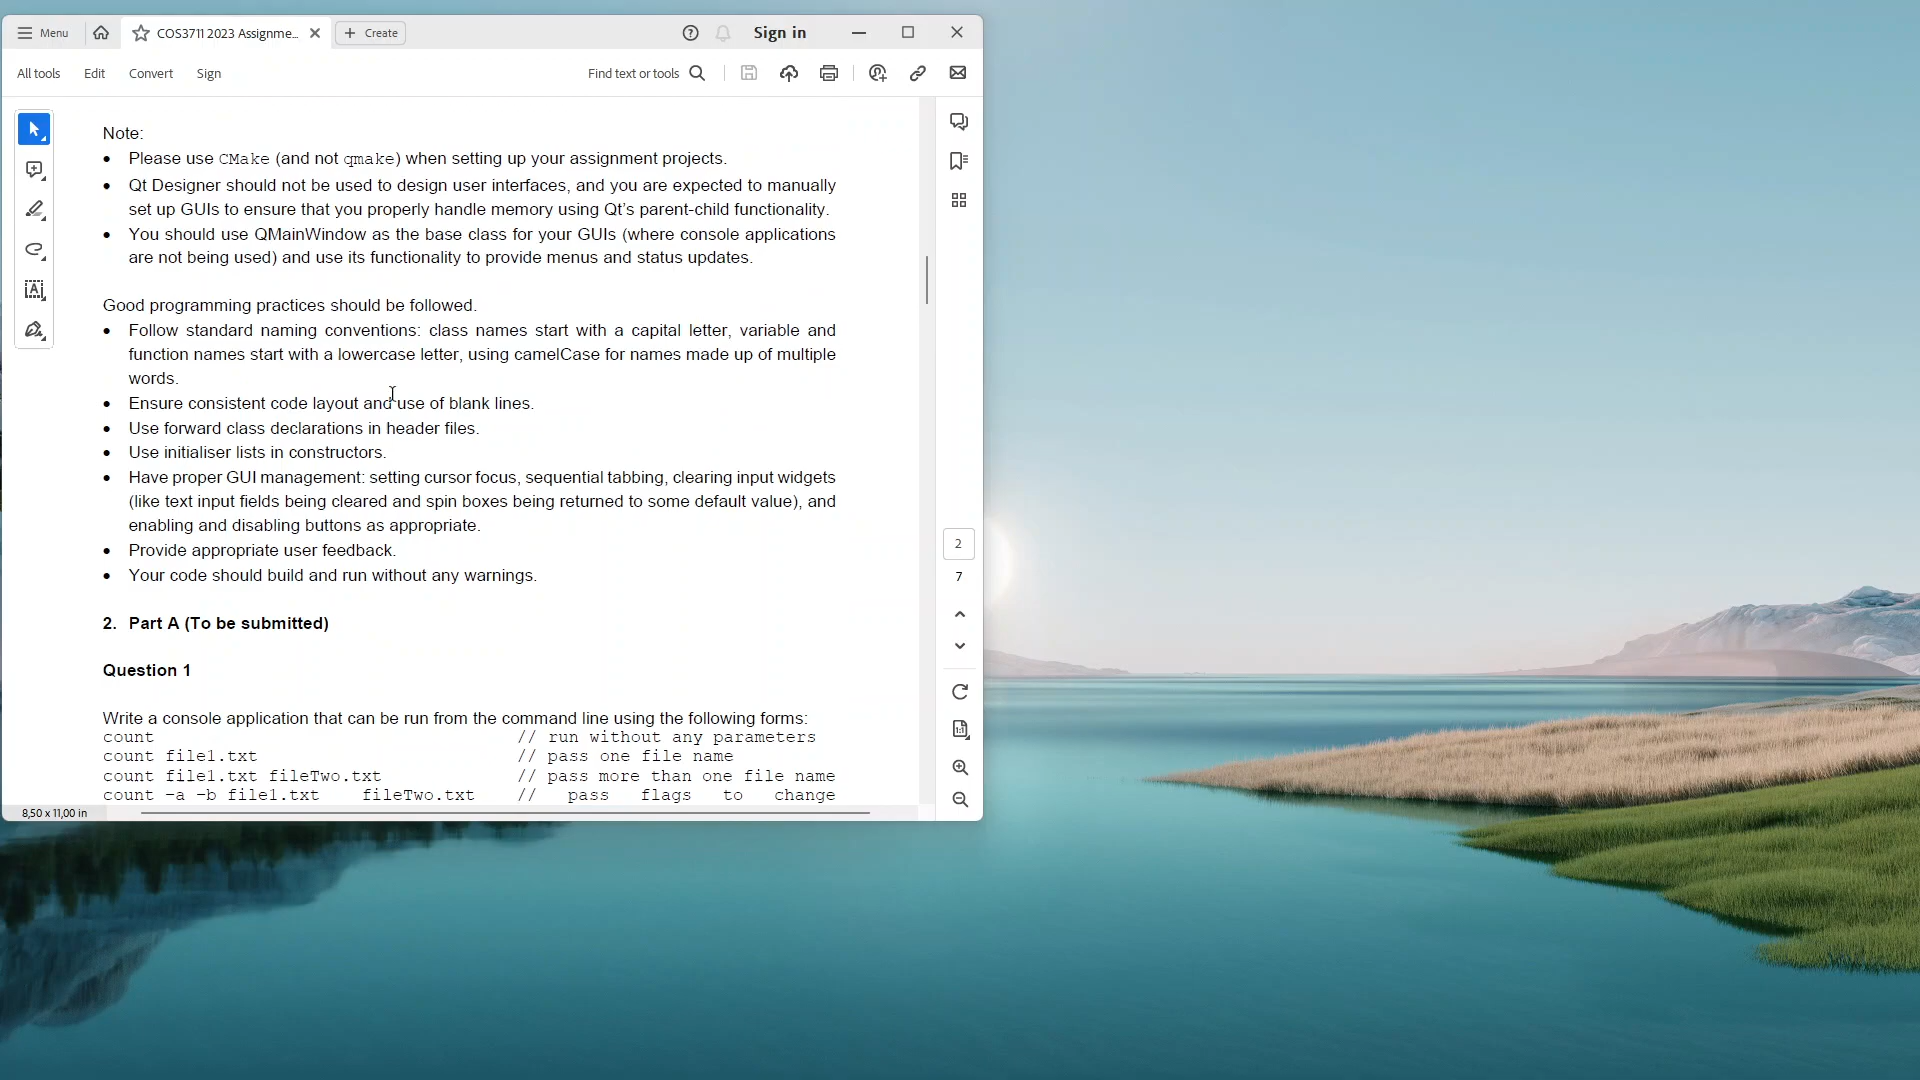 Menu
COS3711 2023 Assignme...
Create
Sign in
All tools
Edit
Convert
Sign
Find text or tools
Note:
• Please use CMake (and not qmake) when setting up your assignment projects.
• Qt Designer should not be used to design user interfaces, and you are expected to manually
set up GUIs to ensure that you properly handle memory using Qt's parent-child functionality.
• You should use QMainWindow as the base class for your GUIs (where console applications
are not being used) and use its functionality to provide menus and status updates.
Good programming practices should be followed.
• Follow standard naming conventions: class names start with a capital letter, variable and
function names start with a lowercase letter, using camelCase for names made up of multiple
words.
• Ensure consistent code layout and use of blank lines.
• Use forward class declarations in header files.
• Use initialiser lists in constructors.
• Have proper GUI management: setting cursor focus, sequential tabbing, clearing input widgets
(like text input fields being cleared and spin boxes being returned to some default value), and
enabling and disabling buttons as appropriate.
• Provide appropriate user feedback.
• Your code should build and run without any warnings.
2. Part A (To be submitted)
Question 1
Write a console application that can be run from the command line using the following forms:
count // run without any parameters
count file1.txt // pass one file name
count file1.txt fileTwo.txt // pass more than one file name
count -a -b file1.txt fileTwo.txt // pass flags to change
2
7
8,50 x 11,00 in